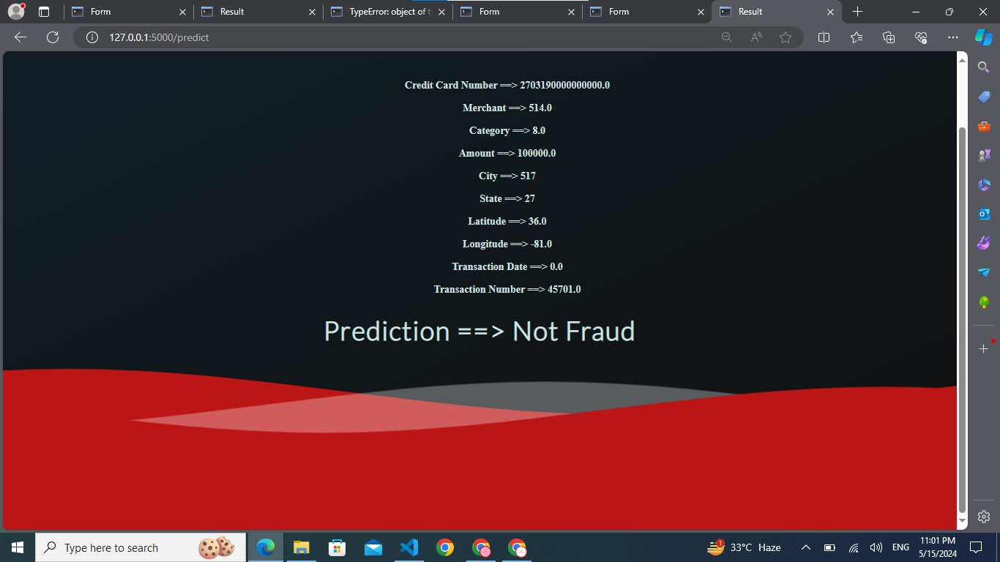 Form
Result
TypeError: object of t
Form
Form
Result
127.0.0.1:5000/predict
Credit Card Number ==> 2703190000000000.0
Merchant ==> 514.0
Category ==> 8.0
Amount ==> 100000.0
City ==> 517
State ==> 27
Latitude ==> 36.0
Longitude ==> -81.0
Transaction Date ==> 0.0
Transaction Number ==> 45701.0
Prediction ==> Not Fraud
Type here to search
1
33°C Haze
ENG
11:01 PM
5/15/2024